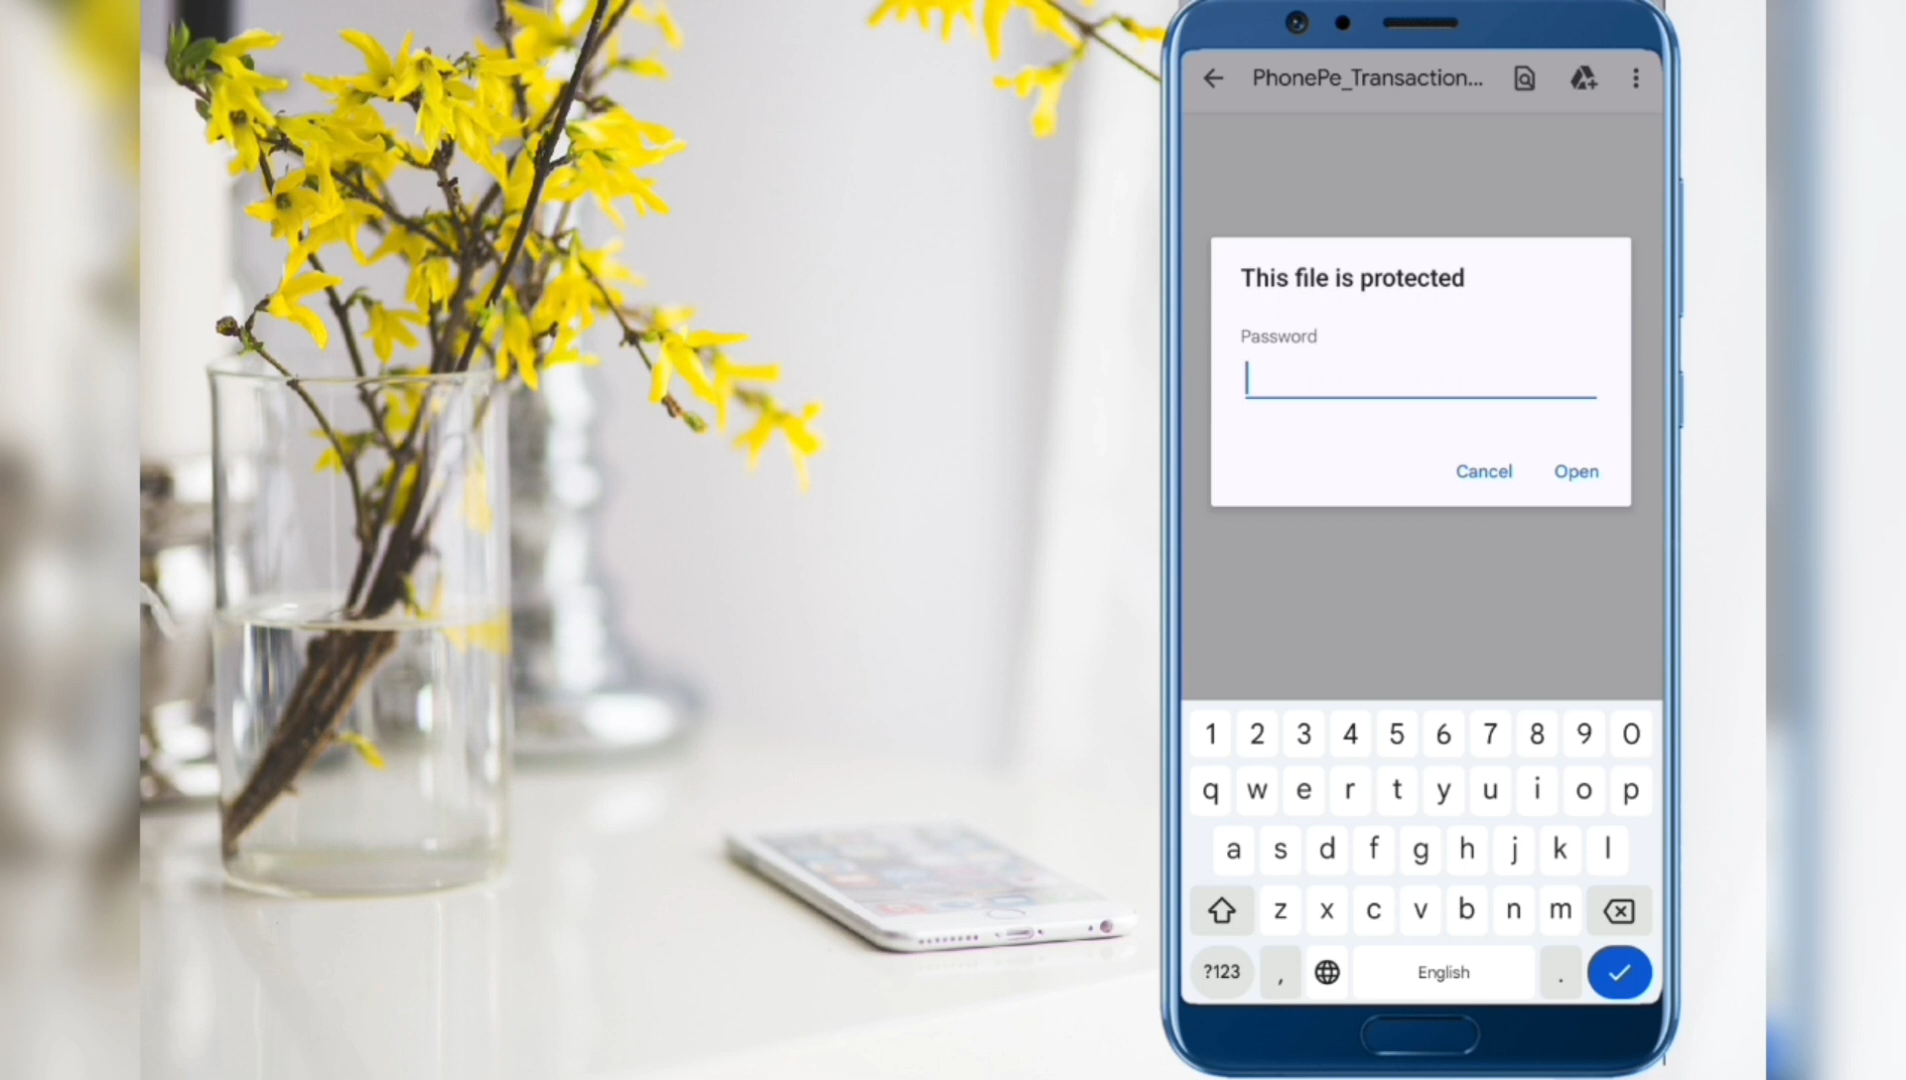 PhonePe_Transaction...
This file is protected
Password
Cancel Open
1 2 3 4 5 6 7 8 9 0
q w e r t y u i o p
a s d f g h j k l
z x c v b n m
?123 , English .